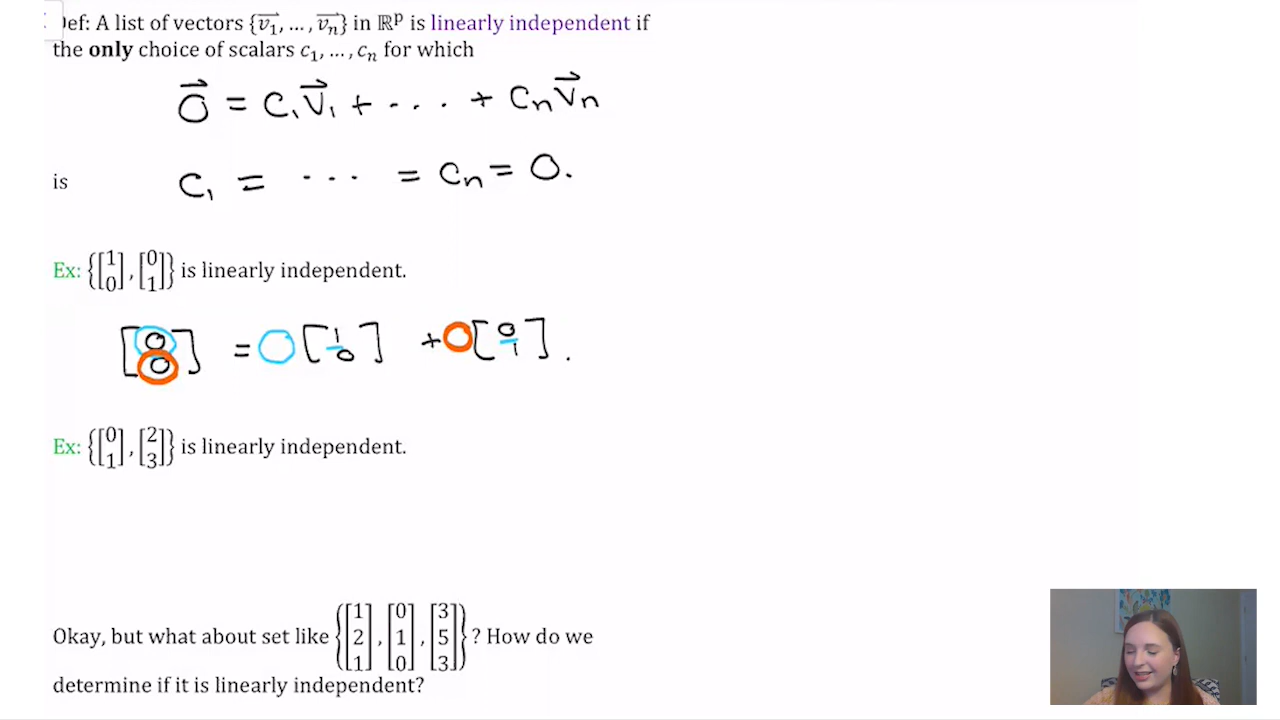 Def: A list of vectors {v₁⃗, …, vₙ⃗} in ℝᵖ is linearly independent if
the only choice of scalars c₁, …, cₙ for which
0⃗ = c₁v⃗₁ + ... + cₙv⃗ₙ
is c₁ = ... = cₙ = 0.
Ex: {[1 0], [0 1]} is linearly independent.
[0 0] = 0 [1 0] + 0 [0 1].
Ex: {[0 1], [2 3]} is linearly independent.
Okay, but what about set like {[1 2 1], [0 1 0], [3 5 3]}? How do we
determine if it is linearly independent?